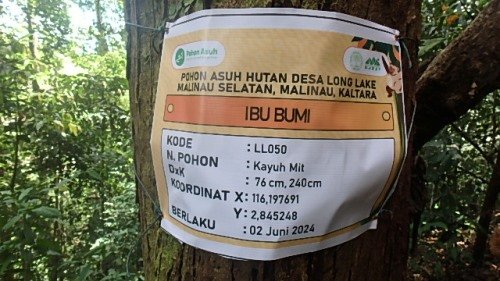 Pohon Asuh
POHON ASUH HUTAN DESA LONG LAKE
MALINAU SELATAN, MALINAU, KALTARA
IBU BUMI
KODE : LL050
N. POHON : Kayuh Mit
DxK : 76 cm, 240cm
KOORDINAT X : 116,197691
Y : 2,845248
BERLAKU : 02 Juni 2024